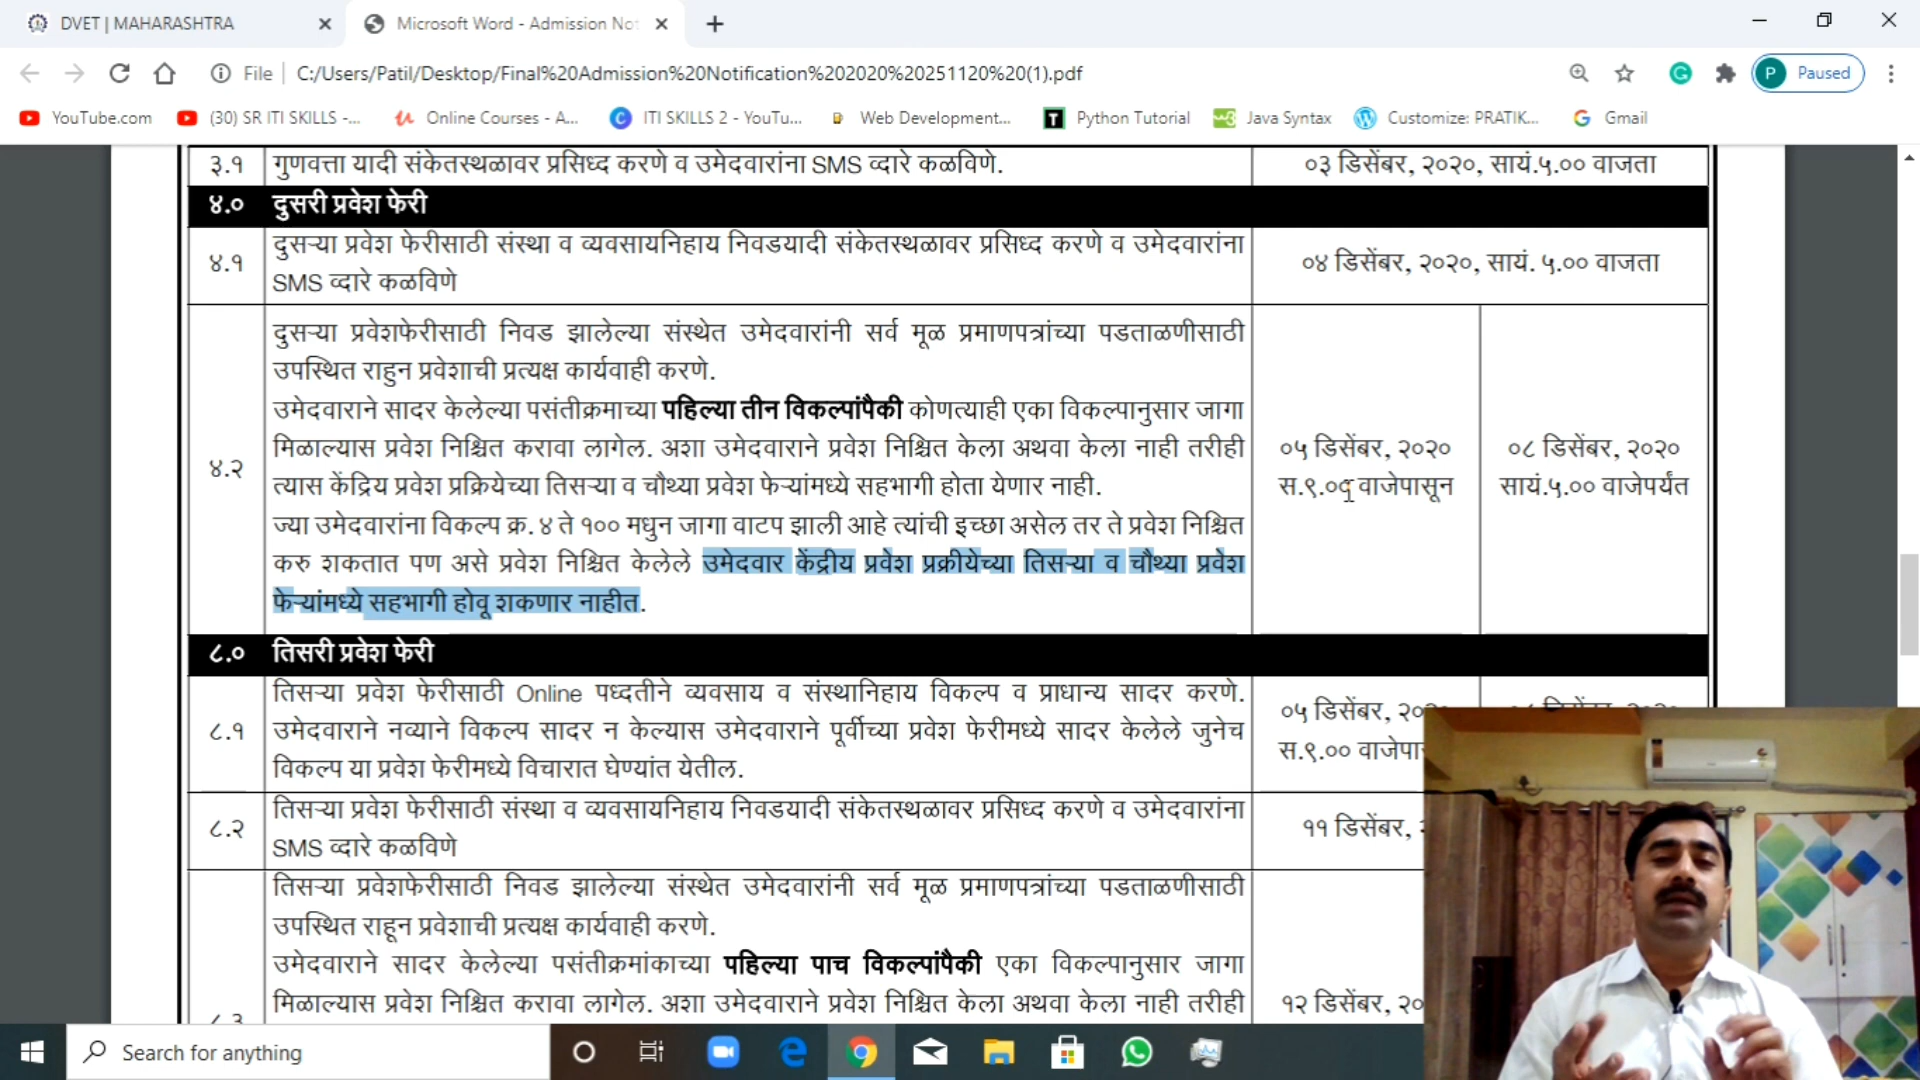 DVET | MAHARASHTRA
Microsoft Word - Admission Not
File
C:/Users/Patil/Desktop/Final%20Admission%20Notification%202020%20251120%20(1).pdf
P Paused
YouTube.com
(30) SR ITI SKILLS -...
Online Courses - A...
ITI SKILLS 2 - YouTu...
Web Development...
Python Tutorial
Java Syntax
Customize: PRATIK...
Gmail
३.१ गुणवत्ता यादी संकेतस्थळावर प्रसिध्द करणे व उमेदवारांना SMS व्दारे कळविणे. ०३ डिसेंबर, २०२०, सायं.५.०० वाजता
४.० दुसरी प्रवेश फेरी
४.१ दुसऱ्या प्रवेश फेरीसाठी संस्था व व्यवसायनिहाय निवडयादी संकेतस्थळावर प्रसिध्द करणे व उमेदवारांना
SMS व्दारे कळविणे
०४ डिसेंबर, २०२०, सायं. ५.०० वाजता
४.२ दुसऱ्या प्रवेशफेरीसाठी निवड झालेल्या संस्थेत उमेदवारांनी सर्व मूळ प्रमाणपत्रांच्या पडताळणीसाठी
उपस्थित राहुन प्रवेशाची प्रत्यक्ष कार्यवाही करणे.
उमेदवाराने सादर केलेल्या पसंतीक्रमाच्या पहिल्या तीन विकल्पांपैकी कोणत्याही एका विकल्पानुसार जागा
मिळाल्यास प्रवेश निश्चित करावा लागेल. अशा उमेदवाराने प्रवेश निश्चित केला अथवा केला नाही तरीही
त्यास केंद्रिय प्रवेश प्रक्रियेच्या तिसऱ्या व चौथ्या प्रवेश फेऱ्यांमध्ये सहभागी होता येणार नाही.
ज्या उमेदवारांना विकल्प क्र. ४ ते १०० मधुन जागा वाटप झाली आहे त्यांची इच्छा असेल तर ते प्रवेश निश्चित
करु शकतात पण असे प्रवेश निश्चित केलेले उमेदवार केंद्रीय प्रवेश प्रक्रीयेच्या तिसऱ्या व चौथ्या प्रवेश
फेऱ्यांमध्ये सहभागी होवू शकणार नाहीत.
०५ डिसेंबर, २०२०
स.९.०० वाजेपासून
०८ डिसेंबर, २०२०
सायं.५.०० वाजेपर्यंत
८.० तिसरी प्रवेश फेरी
८.१ तिसऱ्या प्रवेश फेरीसाठी Online पध्दतीने व्यवसाय व संस्थानिहाय विकल्प व प्राधान्य सादर करणे.
उमेदवाराने नव्याने विकल्प सादर न केल्यास उमेदवाराने पूर्वीच्या प्रवेश फेरीमध्ये सादर केलेले जुनेच
विकल्प या प्रवेश फेरीमध्ये विचारात घेण्यांत येतील.
०५ डिसेंबर,
स.९.००
८.२ तिसऱ्या प्रवेश फेरीसाठी संस्था व व्यवसायनिहाय निवडयादी संकेतस्थळावर प्रसिध्द करणे व उमेदवारांना
SMS व्दारे कळविणे
११ डिसेंबर,
तिसऱ्या प्रवेशफेरीसाठी निवड झालेल्या संस्थेत उमेदवारांनी सर्व मूळ प्रमाणपत्रांच्या पडताळणीसाठी
उपस्थित राहून प्रवेशाची प्रत्यक्ष कार्यवाही करणे.
उमेदवाराने सादर केलेल्या पसंतीक्रमांकाच्या पहिल्या पाच विकल्पांपैकी एका विकल्पानुसार जागा
मिळाल्यास प्रवेश निश्चित करावा लागेल. अशा उमेदवाराने प्रवेश निश्चित केला अथवा केला नाही तरीही
१२ डिसेंबर,
Search for anything